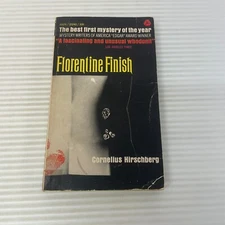 The best first mystery of the year
MYSTERY WRITERS OF AMERICA "EDGAR" AWARD WINNER
"a fascinating and unusual whodunit"
Florentine Finish
Cornelius Hirschberg